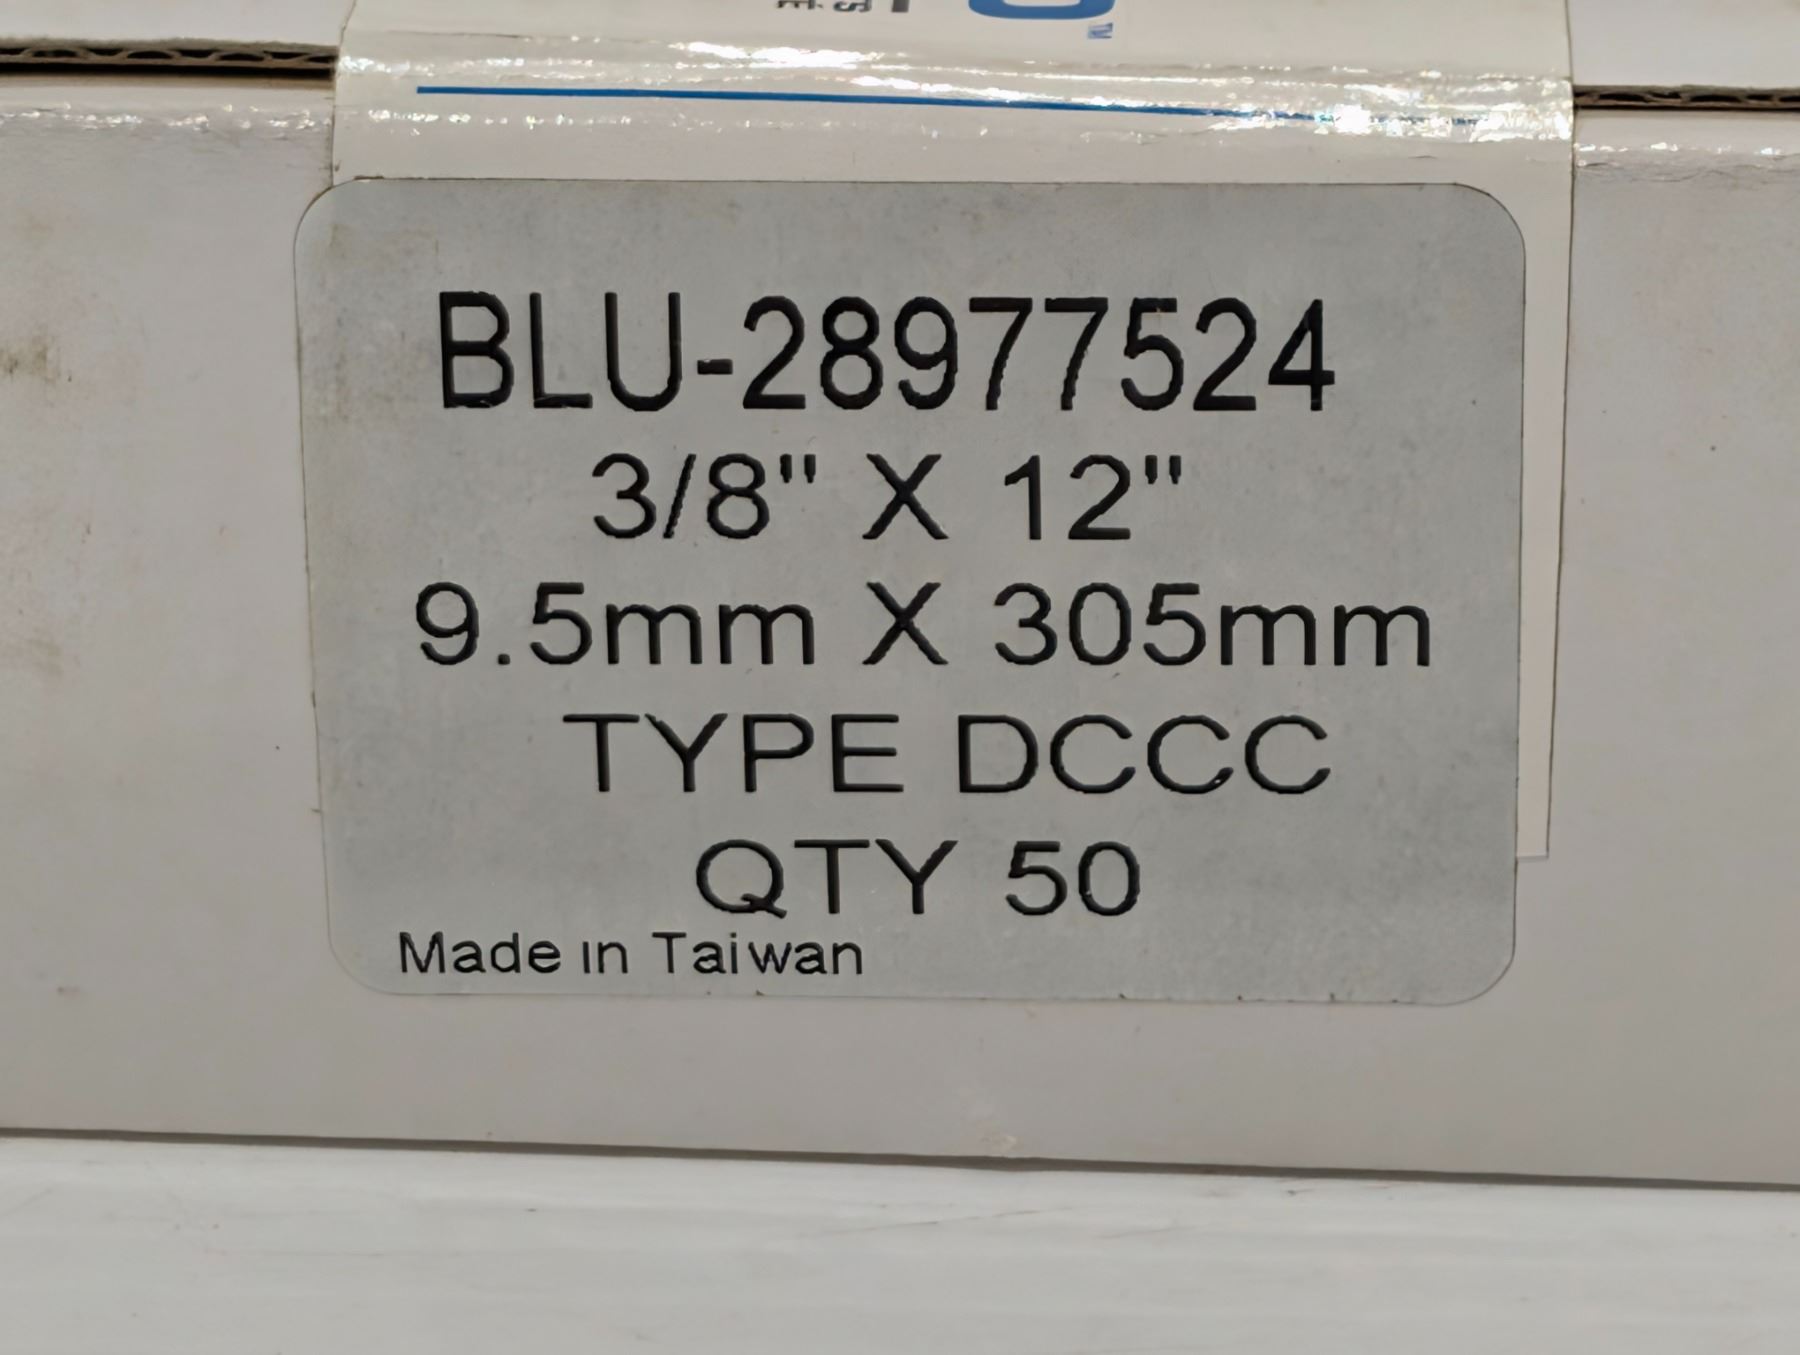 BLU-28977524
3/8" X 12"
9.5mm X 305mm
TYPE DCCC
QTY 50
Made in Taiwan